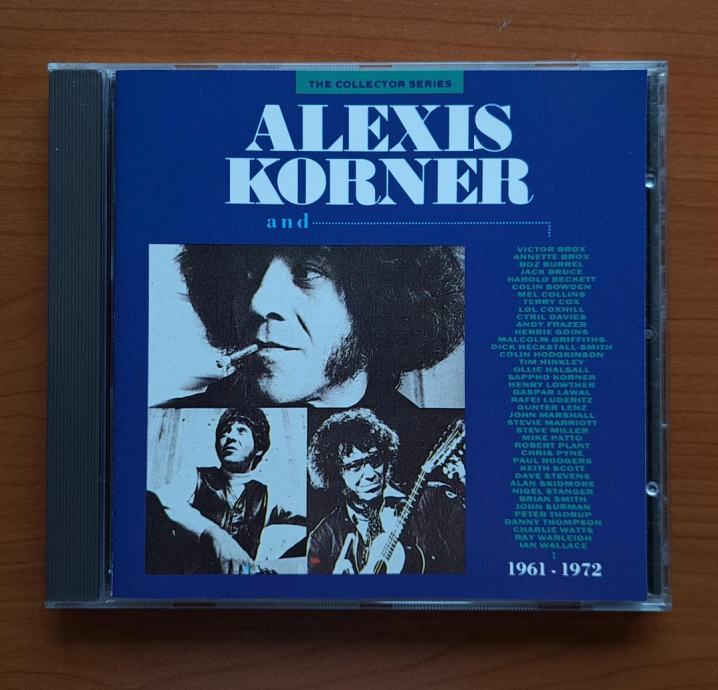 THE COLLECTOR SERIES
ALEXIS
KORNER
and
VICTOR BROX
ANNETTE BROX
BOZ BURREL
JACK BRUCE
HAROLD BECKETT
COLIN BOWDEN
MEL COLLINS
TERRY COX
LOL COXHILL
CYRIL DAVIES
ANDY FRAZER
HERBIE GOINS
MALCOLM GRIFFITHS
DICK HECKSTALL-SMITH
COLIN HODGKINSON
TIM HINKLEY
OLLIE HALSALL
SAPPHO KORNER
HENRY LOWTHER
GASPAR LAWAL
RAFEI LUDERITZ
GUNTER LENZ
JOHN MARSHALL
STEVIE MARRIOTT
STEVE MILLER
MIKE PATTO
ROBERT PLANT
CHRIS PYNE
PAUL RODGERS
KEITH SCOTT
DAVE STEVENS
ALAN SKIDMORE
NIGEL STANGER
BRIAN SMITH
JOHN SURMAN
PETER THORUP
DANNY THOMPSON
CHARLIE WATTS
RAY WARLEIGH
IAN WALLACE
1961 - 1972